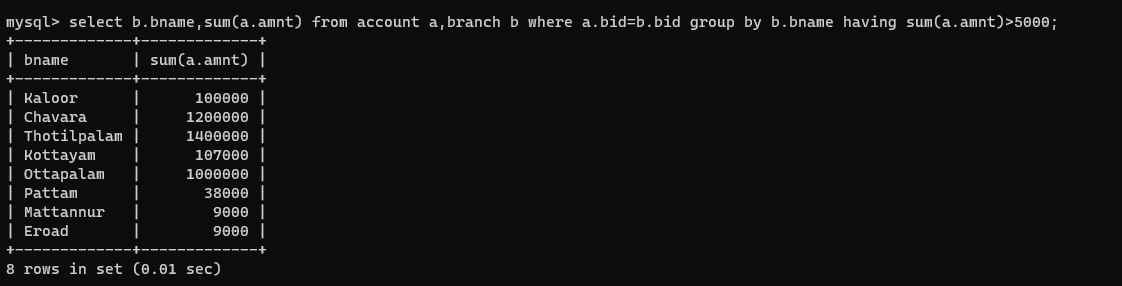 mysql> select b.bname,sum(a.amnt) from account a,branch b where a.bid=b.bid group by b.bname having sum(a.amnt)>5000;
+-------------+-------------+
| bname       | sum(a.amnt) |
+-------------+-------------+
| Kaloor      |      100000 |
| Chavara     |     1200000 |
| Thotilpalam |     1400000 |
| Kottayam    |      107000 |
| Ottapalam   |     1000000 |
| Pattam      |       38000 |
| Mattannur   |        9000 |
| Eroad       |        9000 |
+-------------+-------------+
8 rows in set (0.01 sec)